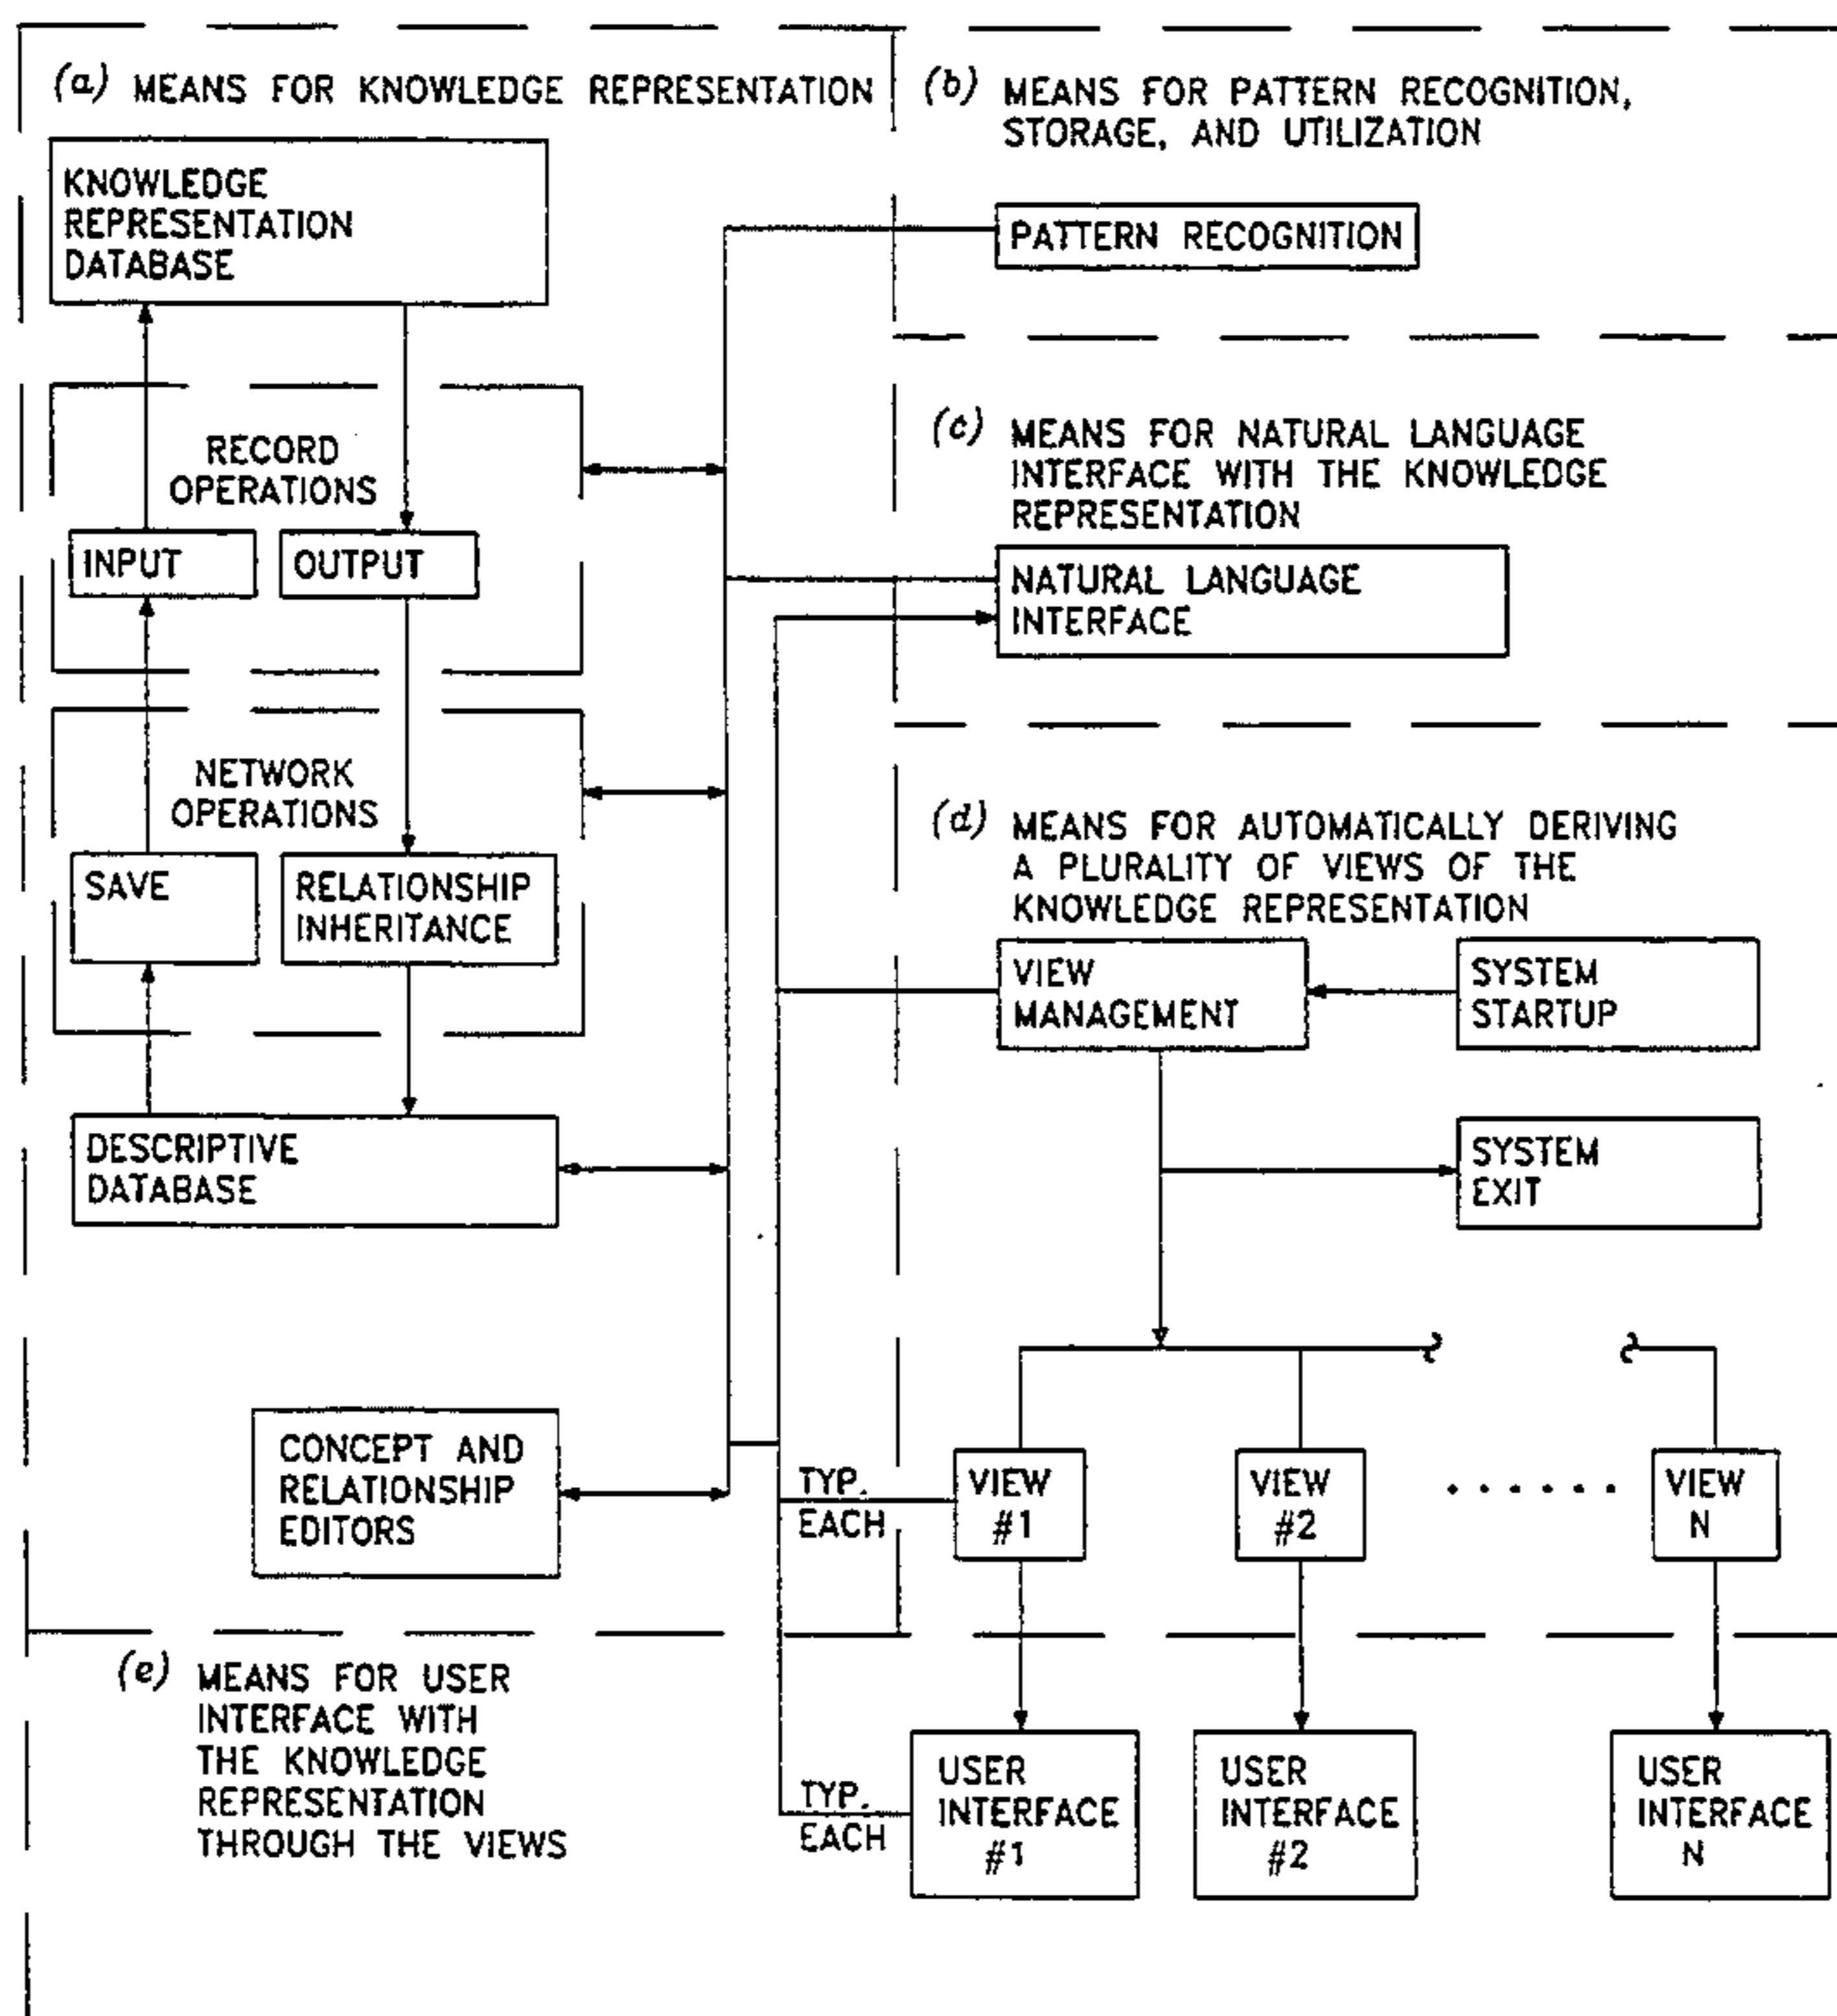 (a) MEANS FOR KNOWLEDGE REPRESENTATION
KNOWLEDGE
REPRESENTATION
DATABASE
RECORD
OPERATIONS
INPUT
OUTPUT
NETWORK
OPERATIONS
SAVE
RELATIONSHIP
INHERITANCE
DESCRIPTIVE
DATABASE
CONCEPT AND
RELATIONSHIP
EDITORS
(b) MEANS FOR PATTERN RECOGNITION,
STORAGE, AND UTILIZATION
PATTERN RECOGNITION
(c) MEANS FOR NATURAL LANGUAGE
INTERFACE WITH THE KNOWLEDGE
REPRESENTATION
NATURAL LANGUAGE
INTERFACE
(d) MEANS FOR AUTOMATICALLY DERIVING
A PLURALITY OF VIEWS OF THE
KNOWLEDGE REPRESENTATION
VIEW
MANAGEMENT
SYSTEM
STARTUP
SYSTEM
EXIT
TYP.
EACH
VIEW
#1
VIEW
#2
......
VIEW
N
(e) MEANS FOR USER
INTERFACE WITH
THE KNOWLEDGE
REPRESENTATION
THROUGH THE VIEWS
TYP.
EACH
USER
INTERFACE
#1
USER
INTERFACE
#2
USER
INTERFACE
N